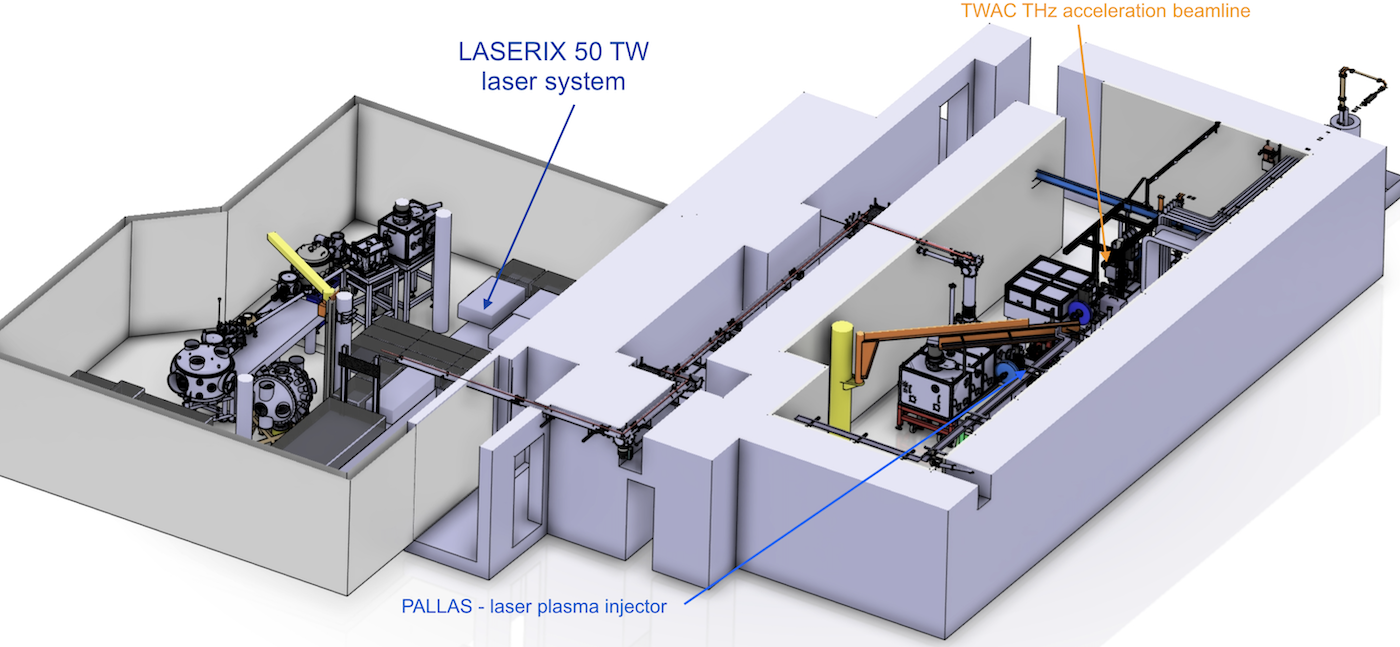 TWAC THz acceleration beamline
LASERIX 50 TW
laser system
PALLAS - laser plasma injector